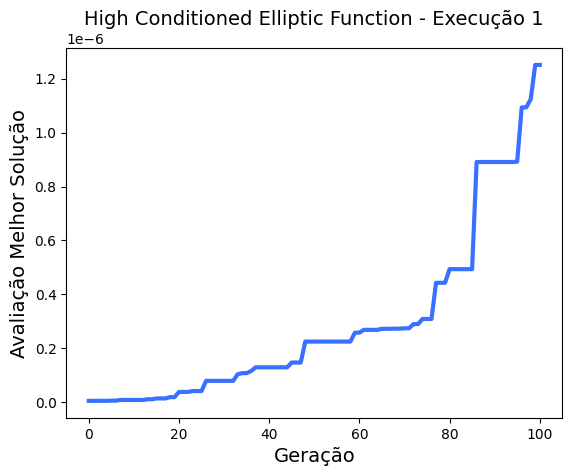 High Conditioned Elliptic Function - Execução 1
1e−6
1.2
1.0
0.8
0.6
0.4
0.2
0.0
Avaliação Melhor Solução
0 20 40 60 80 100
Geração